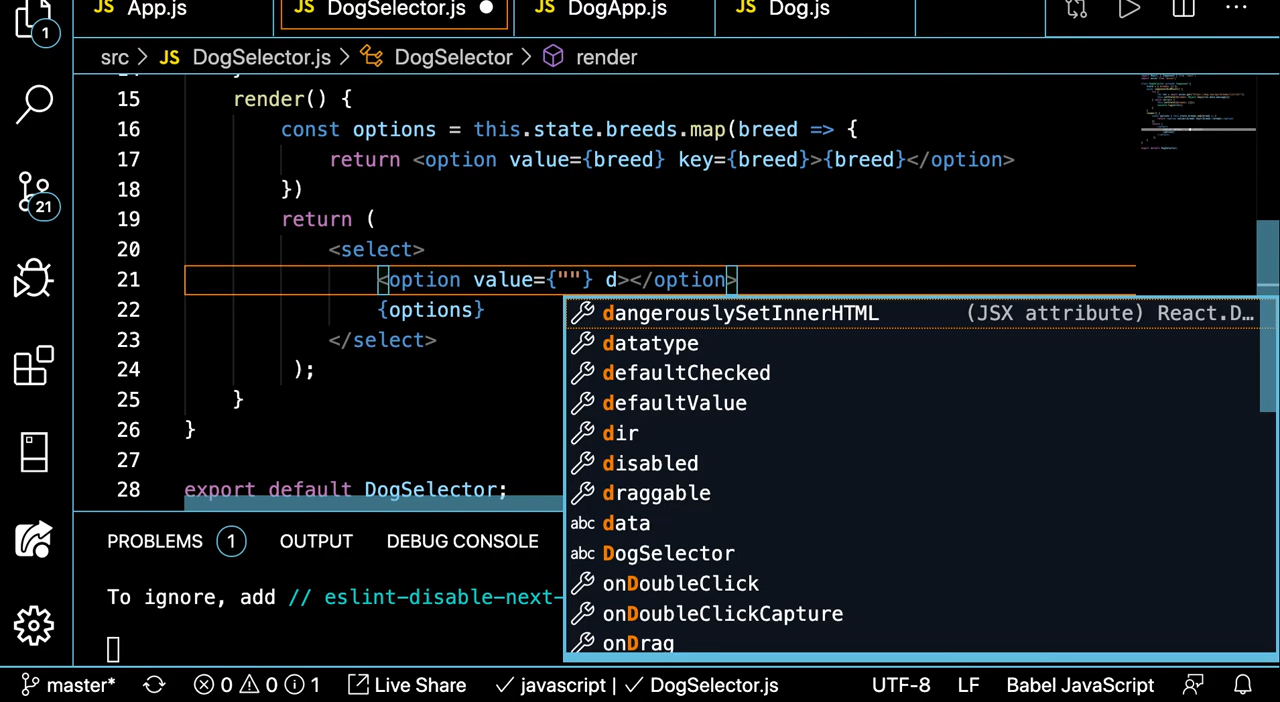 JS App.js JS DogSelector.js JS DogApp.js JS Dog.js
1
src > JS DogSelector.js > DogSelector > render
15 render() {
16 const options = this.state.breeds.map(breed => {
17 return <option value={breed} key={breed}>{breed}</option>
18 })
19 return (
20 <select>
21 <option value={""} d></option>
22 {options}
23 </select>
24 );
25 }
26 }
27
28 export default DogSelector;
21
dangerouslySetInnerHTML (JSX attribute) React.D…
datatype
defaultChecked
defaultValue
dir
disabled
draggable
abc data
abc DogSelector
onDoubleClick
onDoubleClickCapture
onDrag
PROBLEMS 1 OUTPUT DEBUG CONSOLE
To ignore, add // eslint-disable-next-
master* 0 0 1 Live Share javascript | DogSelector.js UTF-8 LF Babel JavaScript